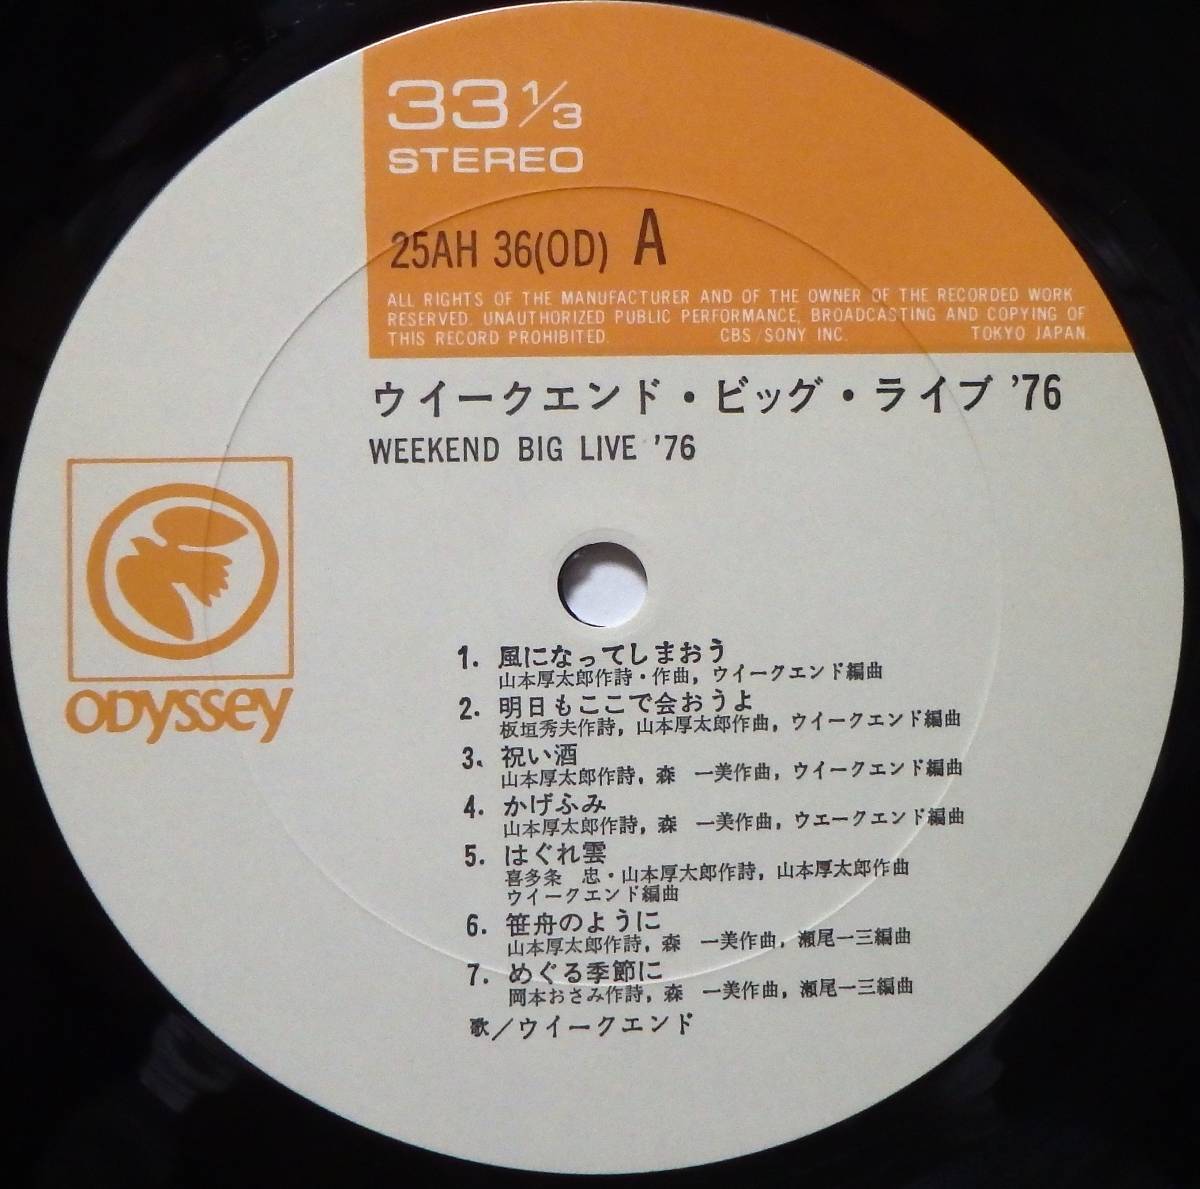 33 1/3
STEREO
25AH 36(OD) A
ALL RIGHTS OF THE MANUFACTURER AND OF THE OWNER OF THE RECORDED WORK
RESERVED. UNAUTHORIZED PUBLIC PERFORMANCE, BROADCASTING AND COPYING OF
THIS RECORD PROHIBITED. CBS/SONY INC. TOKYO JAPAN.
ウイークエンド・ビッグ・ライブ '76
WEEKEND BIG LIVE '76
ODYSSEY
1. 風になってしまおう
山本厚太郎作詩・作曲, ウイークエンド編曲
2. 明日もここで会おうよ
板垣秀夫作詩, 山本厚太郎作曲, ウイークエンド編曲
3. 祝い酒
山本厚太郎作詩, 森 一美作曲, ウイークエンド編曲
4. かげふみ
山本厚太郎作詩, 森 一美作曲, ウエークエンド編曲
5. はぐれ雲
喜多条 忠・山本厚大郎作詩, 山本厚太郎作曲
ウイークエンド編曲
6. 笹舟のように
山本厚太郎作詩, 森 一美作曲, 瀬尾一三編曲
7. めぐる季節に
岡本おさみ作詩, 森 一美作曲, 瀬尾一三編曲
歌/ウイークエンド